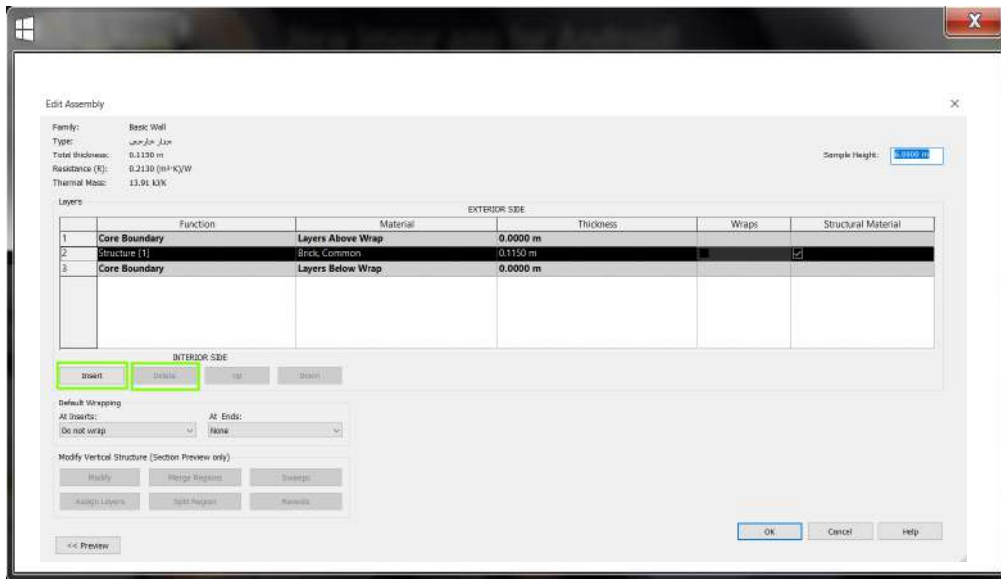 Edit Assembly
Family: Basic Wall
Type: جدار خارجی
Total thickness: 0.1150 m
Resistance (R): 0.2130 (m²·K)/W
Thermal Mass: 13.91 kJ/K
Sample Height: 6.0000 m
Layers
EXTERIOR SIDE
Function Material Thickness Wraps Structural Material
1 Core Boundary Layers Above Wrap 0.0000 m
2 Structure [1] Brick, Common 0.1150 m
3 Core Boundary Layers Below Wrap 0.0000 m
INTERIOR SIDE
Insert Delete Up Down
Default Wrapping
At Inserts: At Ends:
Do not wrap None
Modify Vertical Structure (Section Preview only)
Modify Merge Regions Sweeps
Assign Layers Split Region Reveals
OK Cancel Help
<< Preview